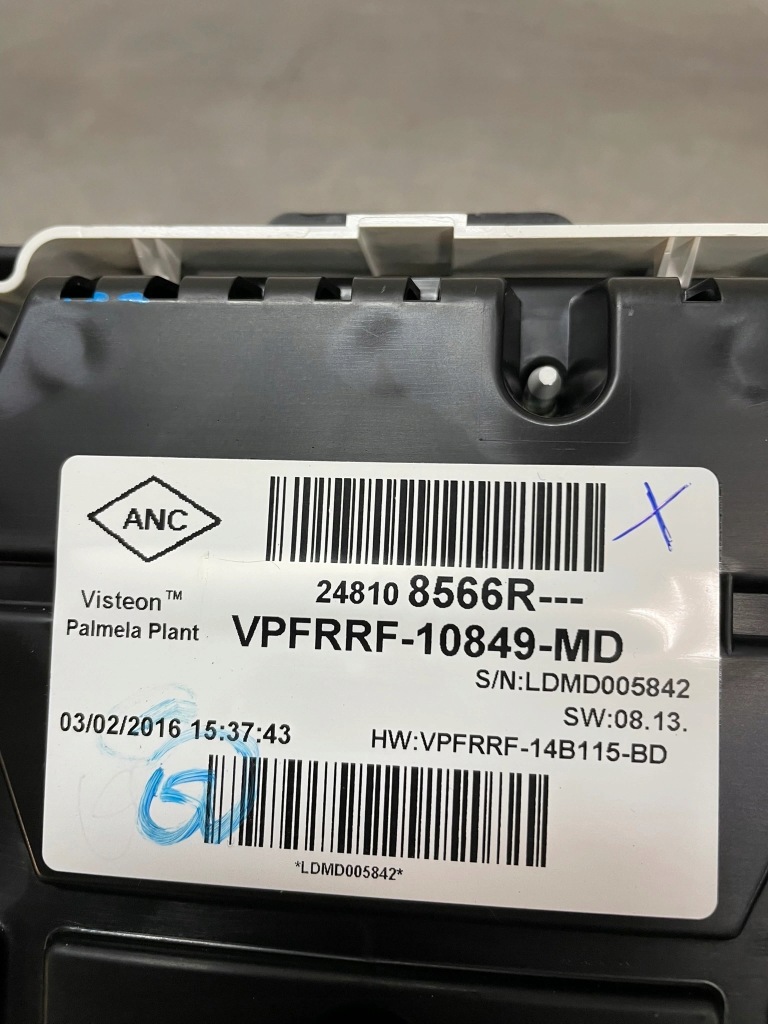 ANC
24810 8566R---
Visteon™
Palmela Plant
VPFRRF-10849-MD
S/N:LDMD005842
SW:08.13.
03/02/2016 15:37:43
HW:VPFRRF-14B115-BD
*LDMD005842*